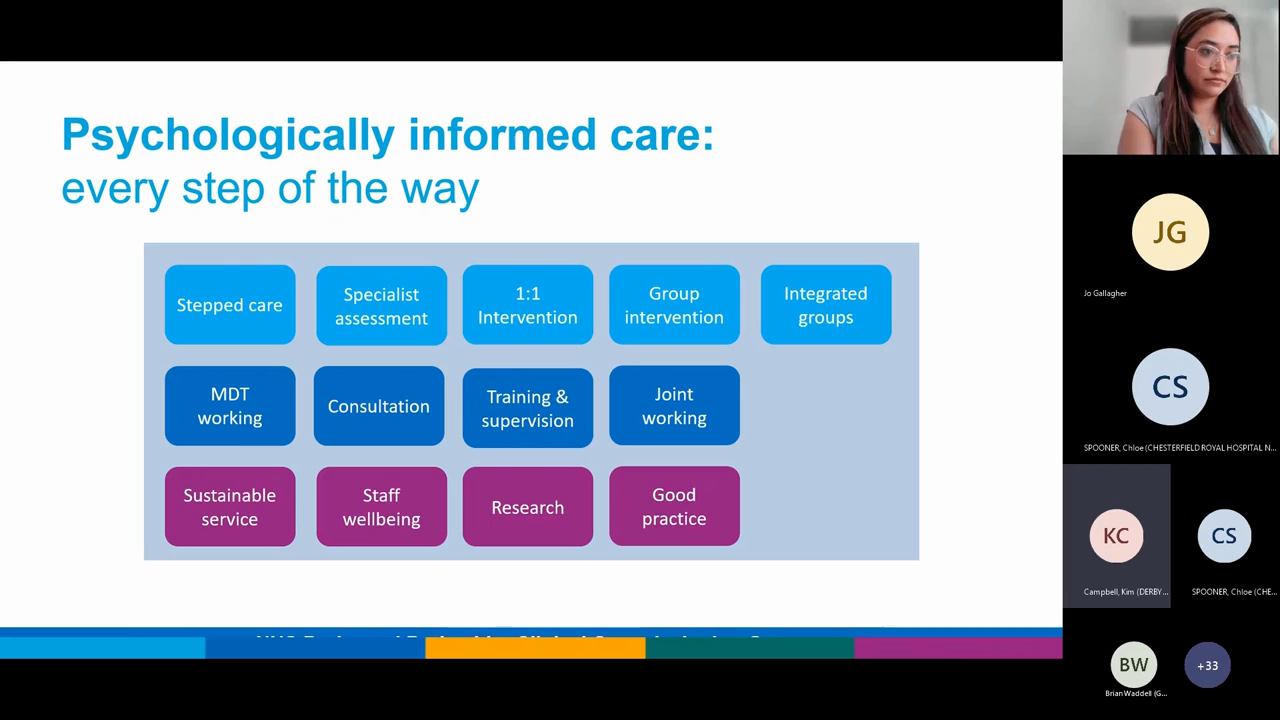 Psychologically informed care:
every step of the way
Stepped care
Specialist
assessment
1:1
Intervention
Group
intervention
Integrated
groups
MDT
working
Consultation
Training &
supervision
Joint
working
Sustainable
service
Staff
wellbeing
Research
Good
practice
JG
Jo Gallagher
CS
SPOONER, Chloe (CHESTERFIELD ROYAL HOSPITAL N...
KC
Campbell, Kim (DERBY...
CS
SPOONER, Chloe (CHE...
BW
Brian Waddell (G...
+33